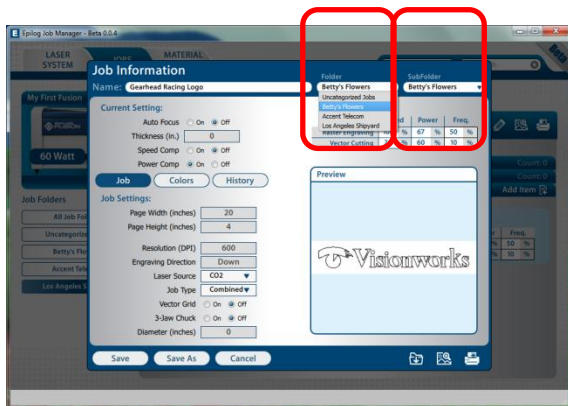 Epilog Job Manager - Beta 0.0.4
LASER SYSTEM
JOBS
MATERIAL
Beta
Job Information
Name: Gearhead Racing Logo
Folder
SubFolder
Betty's Flowers
Betty's Flowers
Uncategorized Jobs
Betty's Flowers
Accent Telecom
Los Angeles Shipyard
My First Fusion
FUSION
60 Watt
Current Setting:
Auto Focus On Off
Thickness (in.) 0
Speed Comp On Off
Power Comp On Off
Power Freq.
Raster Engraving % 67 % 50 %
Vector Cutting % 60 % 10 %
Job
Colors
History
Preview
Visionworks
Job Settings:
Page Width (inches) 20
Page Height (inches) 4
Resolution (DPI) 600
Engraving Direction Down
Laser Source CO2
Job Type Combined
Vector Grid On Off
3-Jaw Chuck On Off
Diameter (inches) 0
Job Folders
All Job Fol
Uncategorize
Betty's Flo
Accent Tele
Los Angeles S
Count: 0
Count: 0
Add Item
Freq.
% 50 %
% 10 %
Save
Save As
Cancel